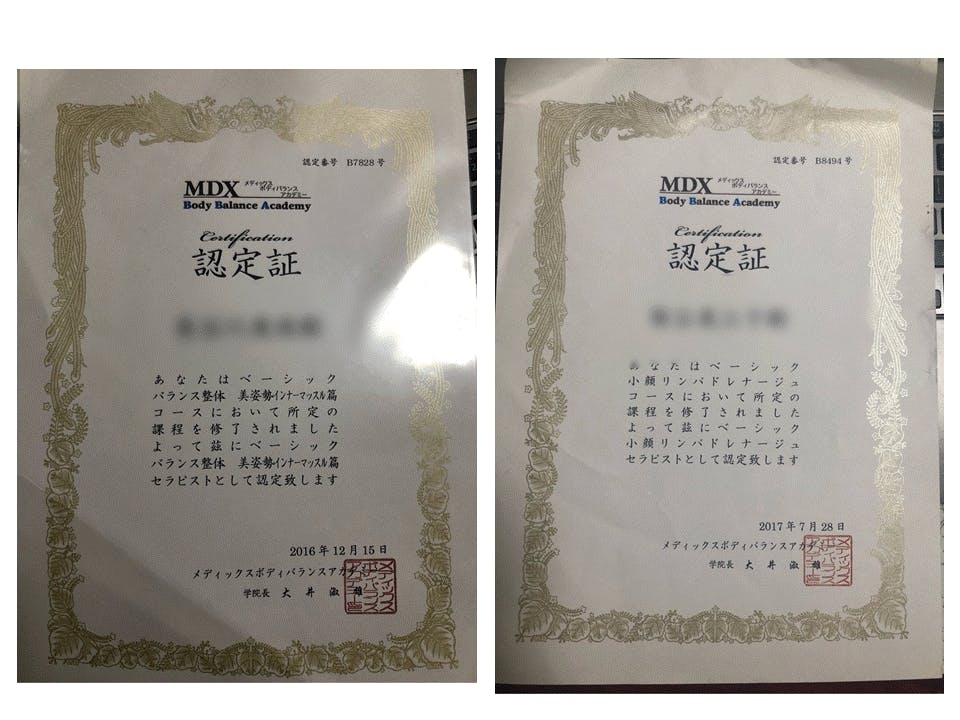 認定番号 B7828 号
MDX メディックス
ボディバランス
アカデミー
Body Balance Academy
Certification
認定証
あなたはベーシック
バランス整体 美姿勢インナーマッスル篇
コースにおいて所定の
課程を修了されました
よって茲にベーシック
バランス整体 美姿勢インナーマッスル篇
セラピストとして認定致します
2016年12月15日
メディックスボディバランスアカデミー
学院長 大井淑雄
認定番号 B8494 号
MDX メディックス
ボディバランス
アカデミー
Body Balance Academy
Certification
認定証
あなたはベーシック
小顔リンパドレナージュ
コースにおいて所定の
課程を修了されました
よって茲にベーシック
小顔リンパドレナージュ
セラピストとして認定致します
2017年7月28日
メディックスボディバランスアカデミー
学院長 大井淑雄